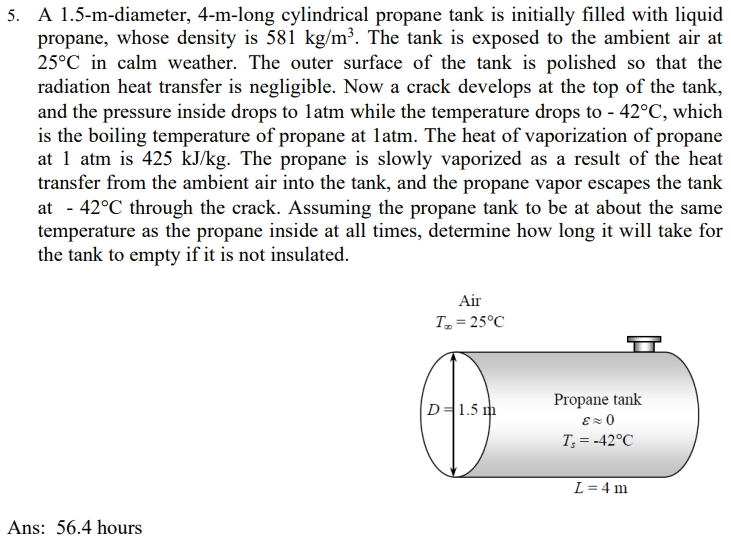 5. A 1.5-m-diameter, 4-m-long cylindrical propane tank is initially filled with liquid
propane, whose density is 581 kg/m³. The tank is exposed to the ambient air at
25°C in calm weather. The outer surface of the tank is polished so that the
radiation heat transfer is negligible. Now a crack develops at the top of the tank,
and the pressure inside drops to 1atm while the temperature drops to - 42°C, which
is the boiling temperature of propane at 1atm. The heat of vaporization of propane
at 1 atm is 425 kJ/kg. The propane is slowly vaporized as a result of the heat
transfer from the ambient air into the tank, and the propane vapor escapes the tank
at - 42°C through the crack. Assuming the propane tank to be at about the same
temperature as the propane inside at all times, determine how long it will take for
the tank to empty if it is not insulated.
Air
T∞ = 25°C
D = 1.5 m
Propane tank
ε ≈ 0
Ts = -42°C
L = 4 m
Ans: 56.4 hours